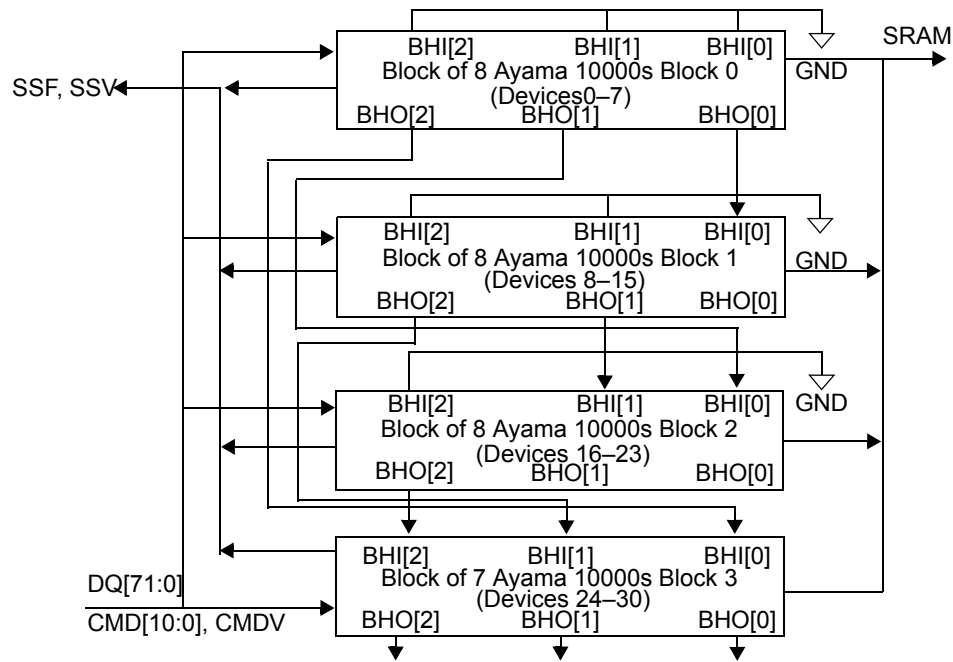 SRAM
BHI[2] BHI[1] BHI[0]
Block of 8 Ayama 10000s Block 0
GND
SSF, SSV
(Devices0–7)
BHO[2] BHO[1] BHO[0]
BHI[2] BHI[1] BHI[0]
Block of 8 Ayama 10000s Block 1
GND
(Devices 8–15)
BHO[2] BHO[1] BHO[0]
BHI[2] BHI[1] BHI[0]
GND
Block of 8 Ayama 10000s Block 2
(Devices 16–23)
BHO[2] BHO[1] BHO[0]
BHI[2] BHI[1] BHI[0]
Block of 7 Ayama 10000s Block 3
DQ[71:0]
(Devices 24–30)
CMD[10:0], CMDV
BHO[2] BHO[1] BHO[0]